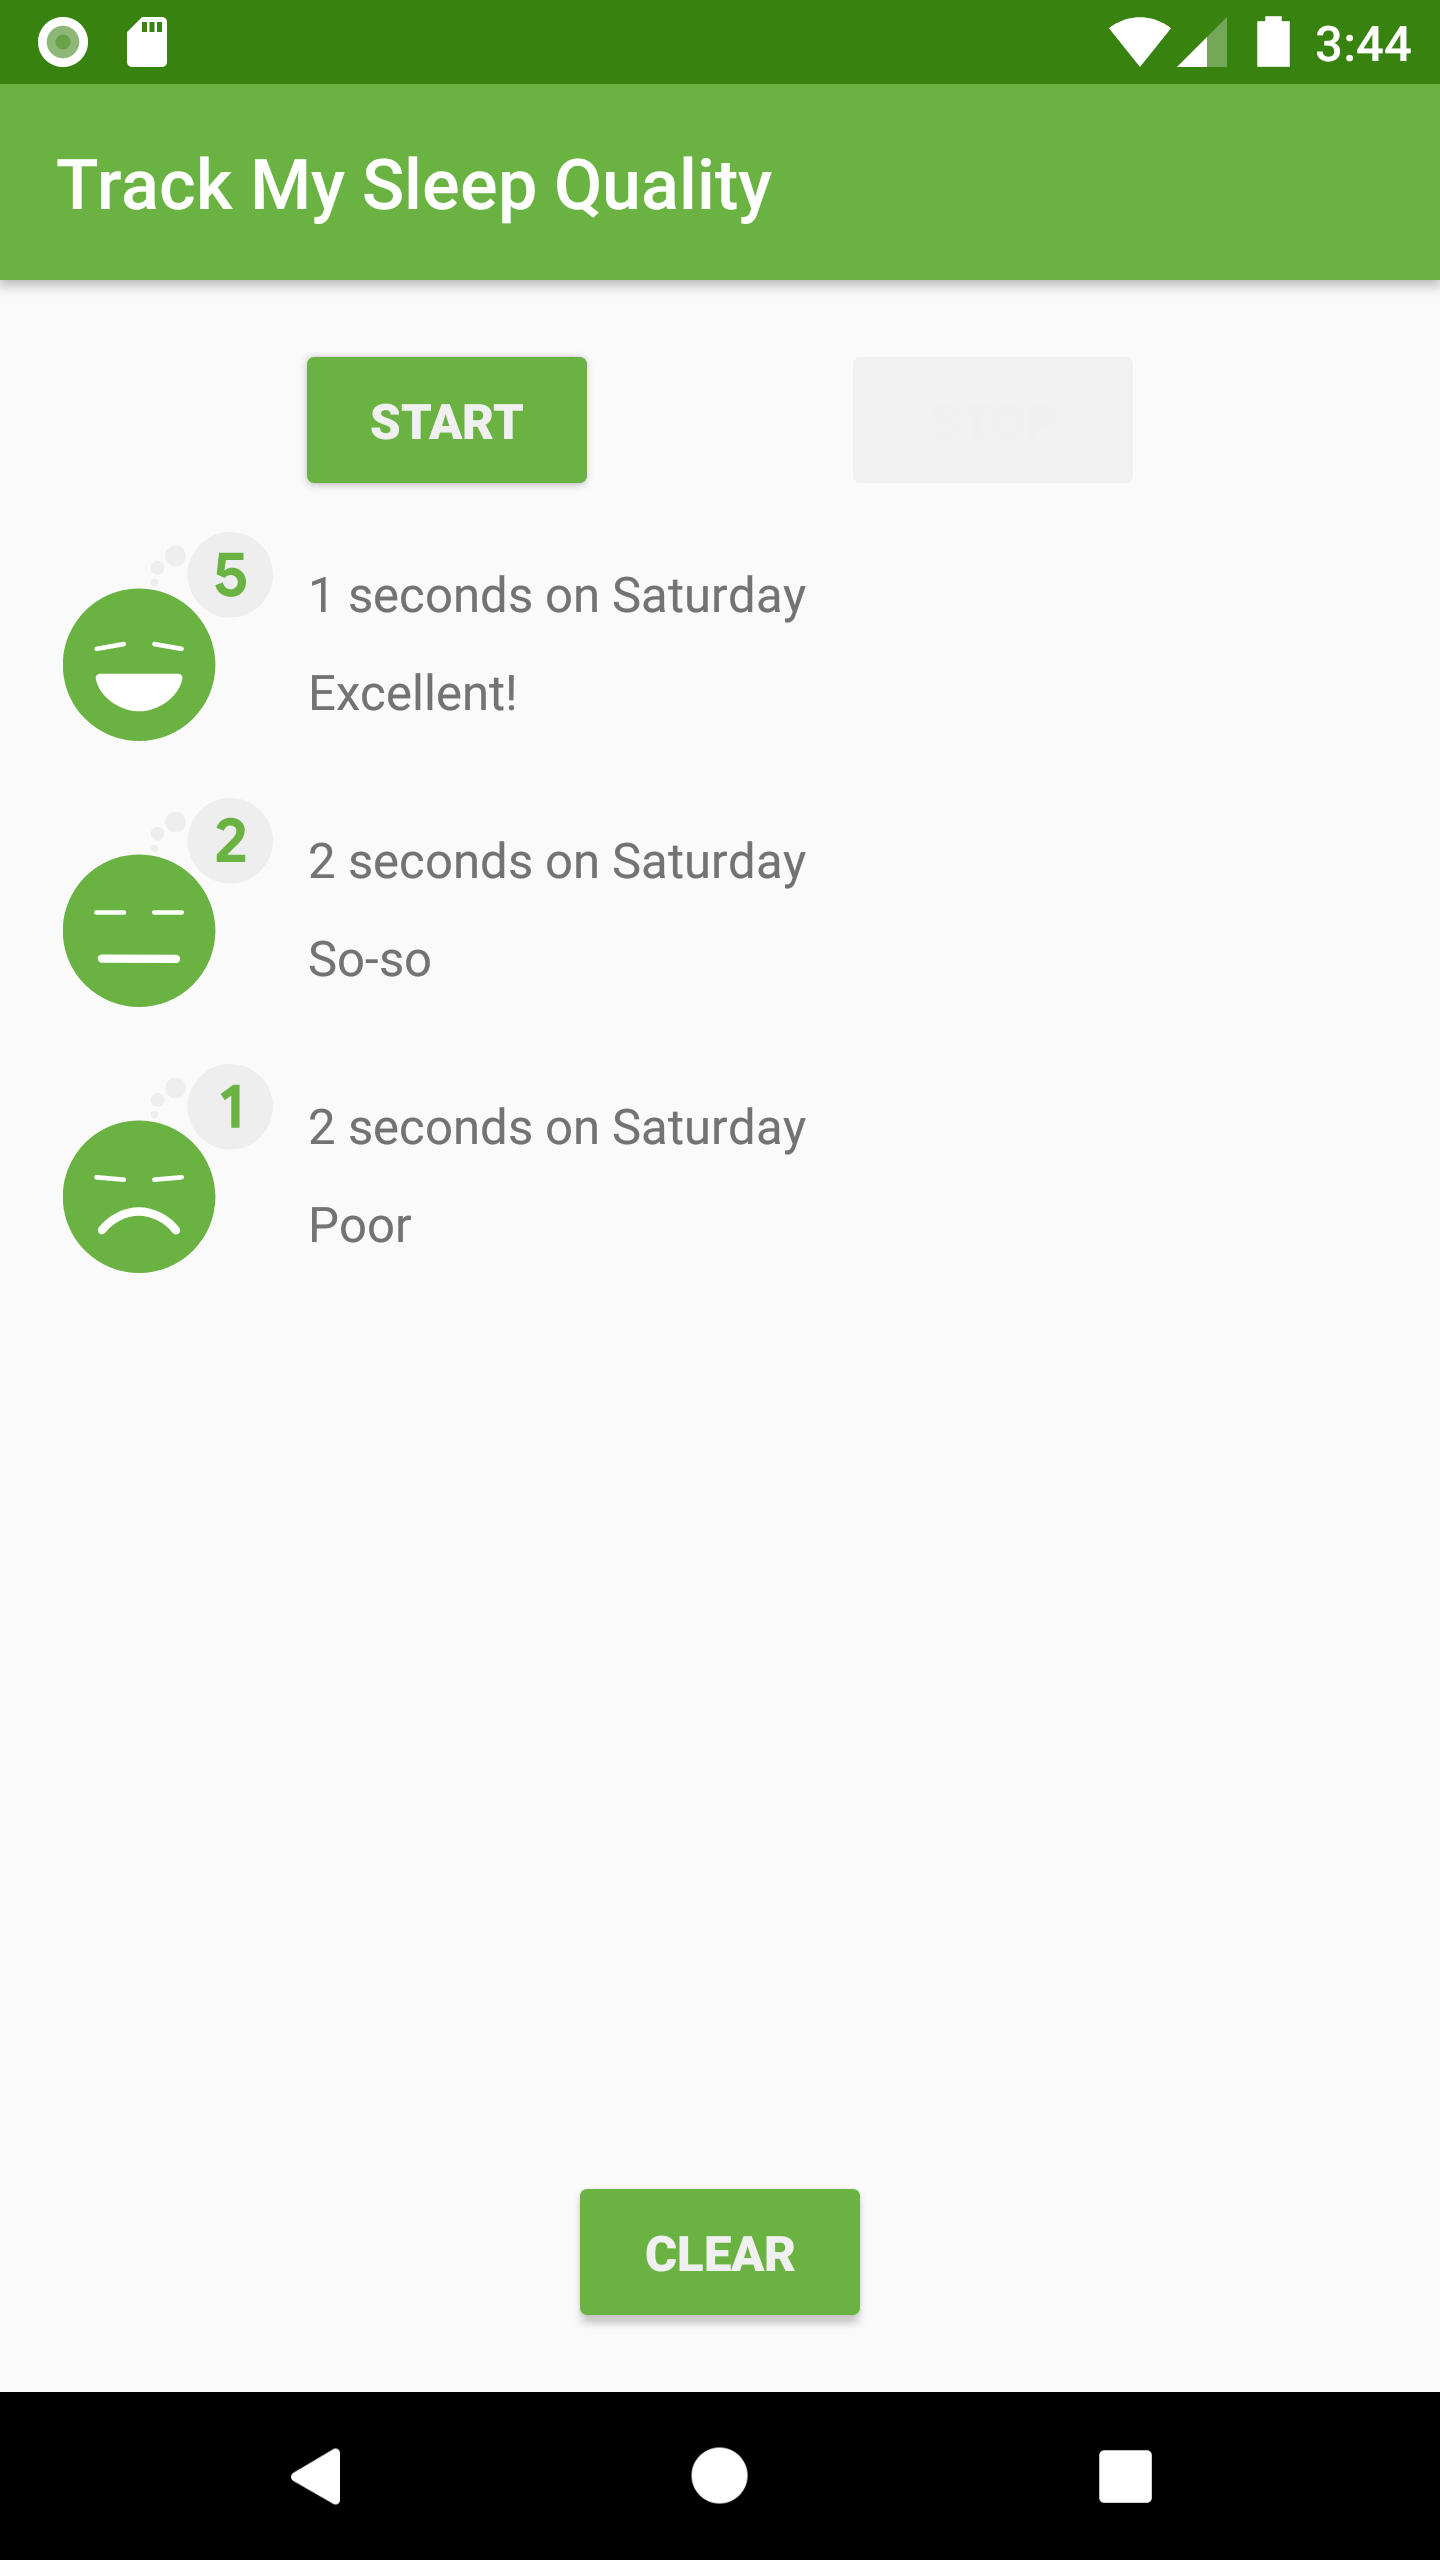 3:44
Track My Sleep Quality
START
STOP
5
1 seconds on Saturday
Excellent!
2
2 seconds on Saturday
So-so
1
2 seconds on Saturday
Poor
CLEAR